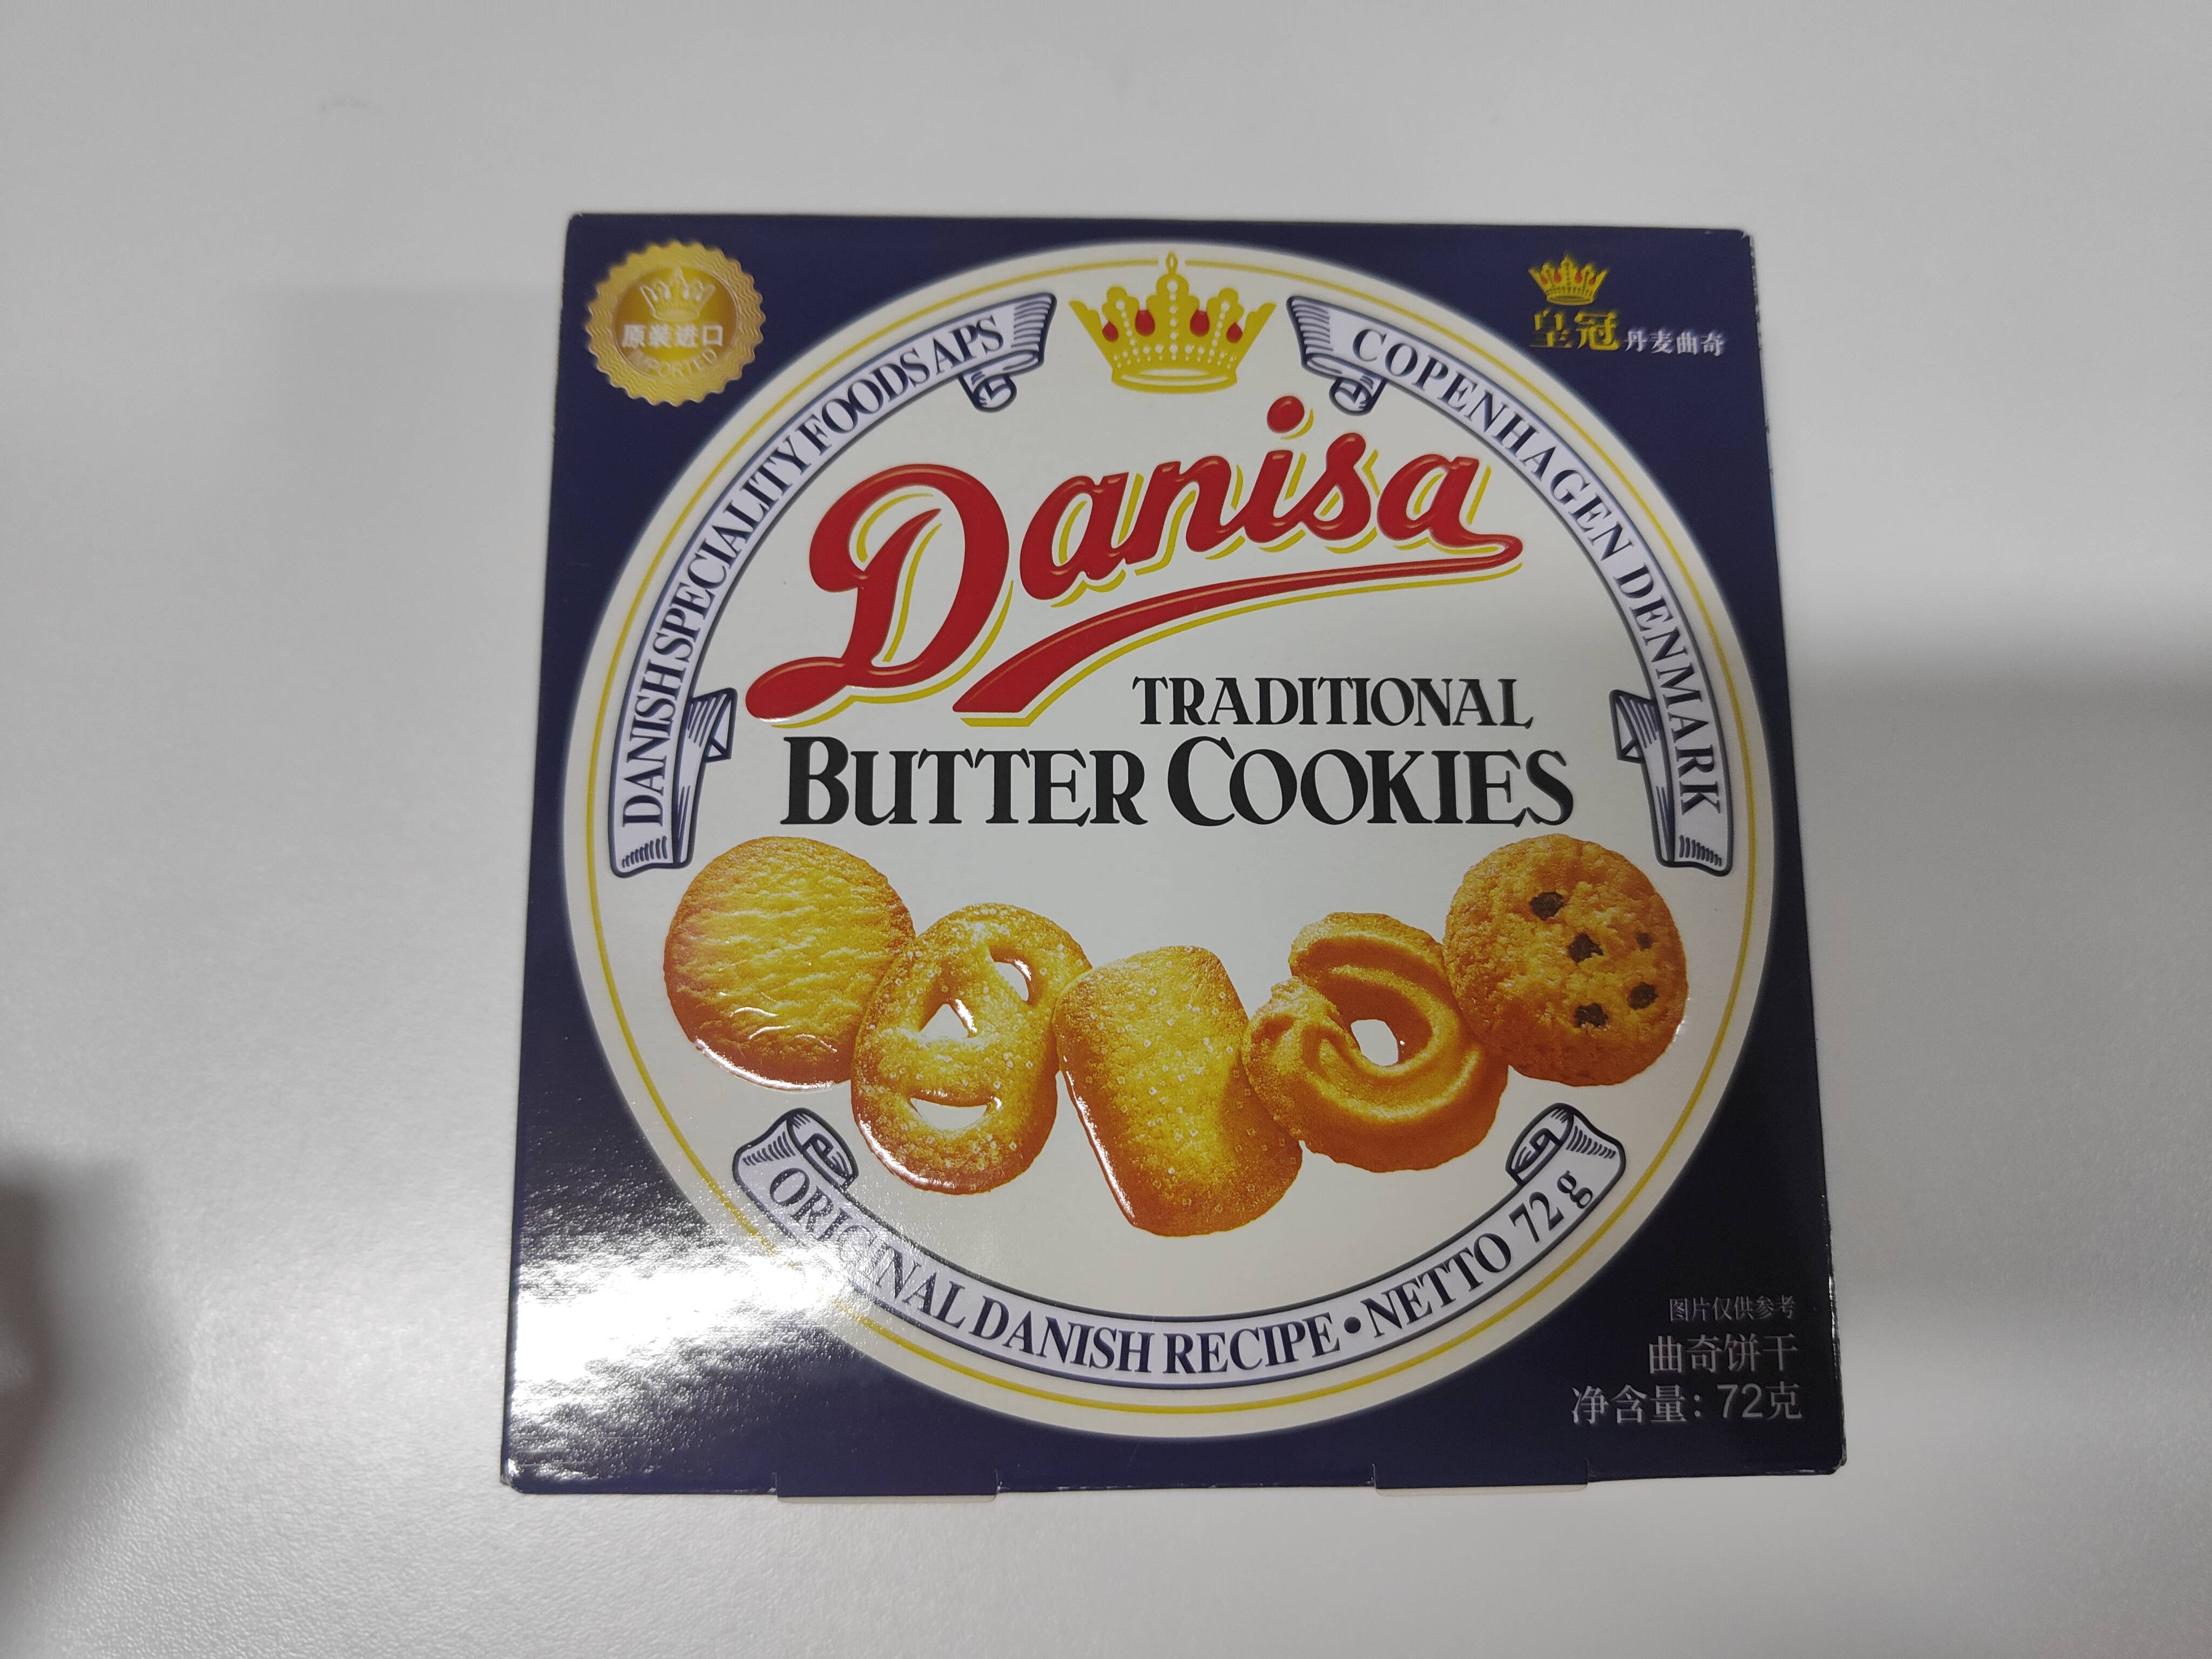 原装进口
IMPORTED
皇冠 丹麦曲奇
DANISH SPECIALITY FOODS APS
COPENHAGEN DENMARK
Danisa
TRADITIONAL
BUTTER COOKIES
ORIGINAL DANISH RECIPE • NETTO 72 g
图片仅供参考
曲奇饼干
净含量：72克